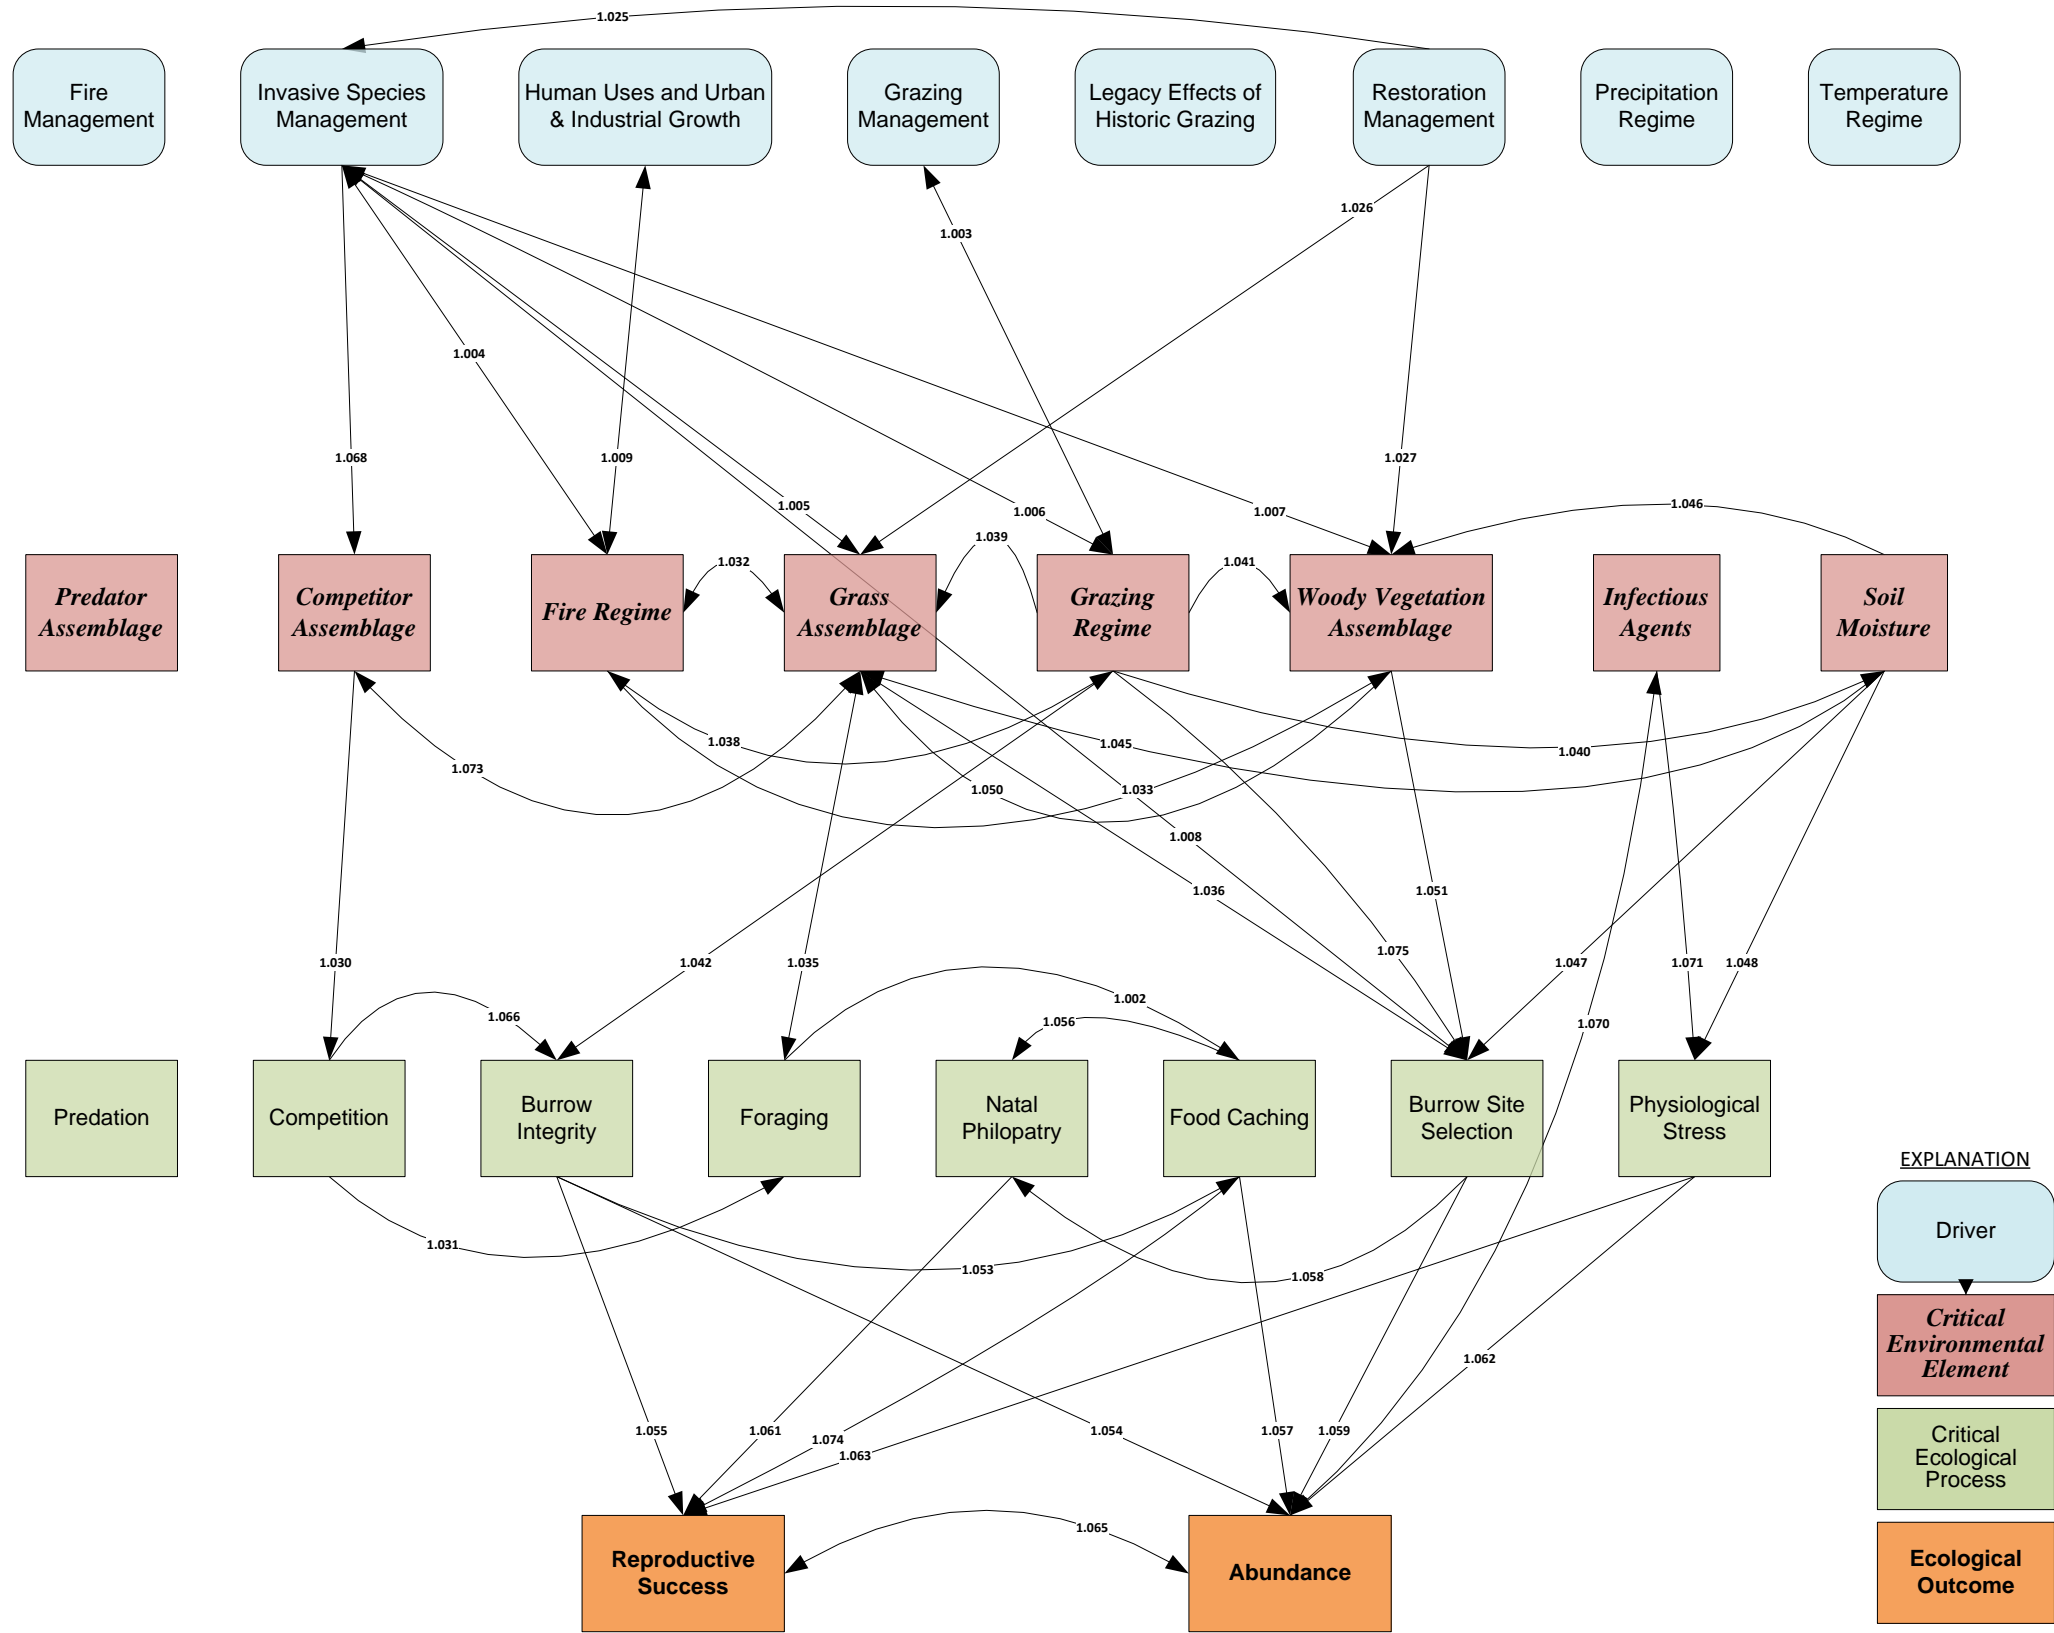 1.025
Fire
Management
Invasive Species
Management
Human Uses and Urban
& Industrial Growth
Grazing
Management
Legacy Effects of
Historic Grazing
Restoration
Management
Precipitation
Regime
Temperature
Regime
1.026
1.003
1.004
1.068
1.009
1.027
1.005
1.006
1.007
1.046
1.039
1.032
1.041
Predator
Assemblage
Competitor
Assemblage
Fire Regime
Grass
Assemblage
Grazing
Regime
Woody Vegetation
Assemblage
Infectious
Agents
Soil
Moisture
1.038
1.045
1.040
1.073
1.050
1.033
1.008
1.036
1.051
1.075
1.030
1.042
1.035
1.047
1.071
1.048
1.002
1.066
1.056
1.070
Predation
Competition
Burrow
Integrity
Foraging
Natal
Philopatry
Food Caching
Burrow Site
Selection
Physiological
Stress
1.031
1.053
1.058
1.062
1.055
1.061
1.074
1.063
1.054
1.057
1.059
1.065
Reproductive
Success
Abundance
EXPLANATION
Driver
Critical
Environmental
Element
Critical
Ecological
Process
Ecological
Outcome